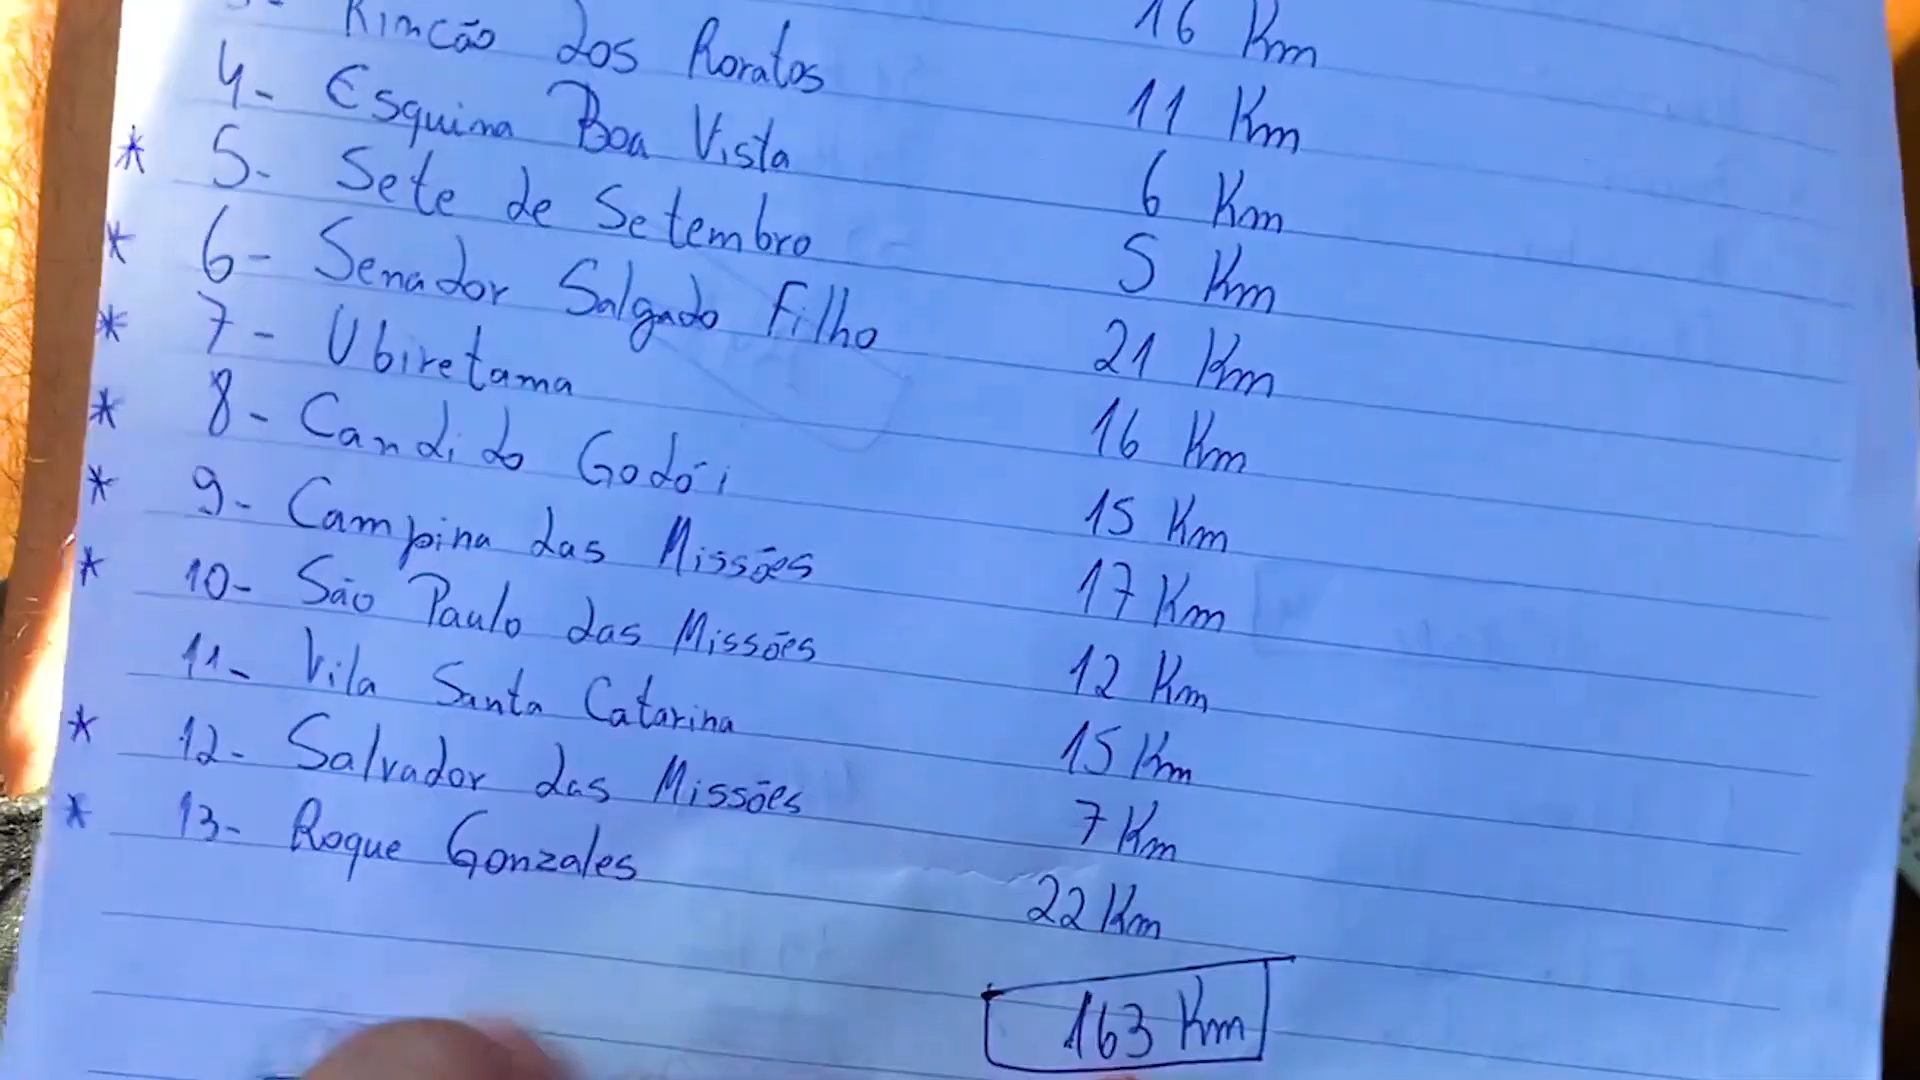 16 Km
3- Rincão dos Roratos 11 Km
4- Esquina Boa Vista 6 Km
* 5- Sete de Setembro 5 Km
* 6- Senador Salgado Filho 21 Km
* 7- Ubiretama 16 Km
* 8- Candido Godói 15 Km
* 9- Campina das Missões 17 Km
* 10- São Paulo das Missões 12 Km
11- Vila Santa Catarina 15 Km
* 12- Salvador das Missões 7 Km
* 13- Roque Gonzales 22 Km
163 Km